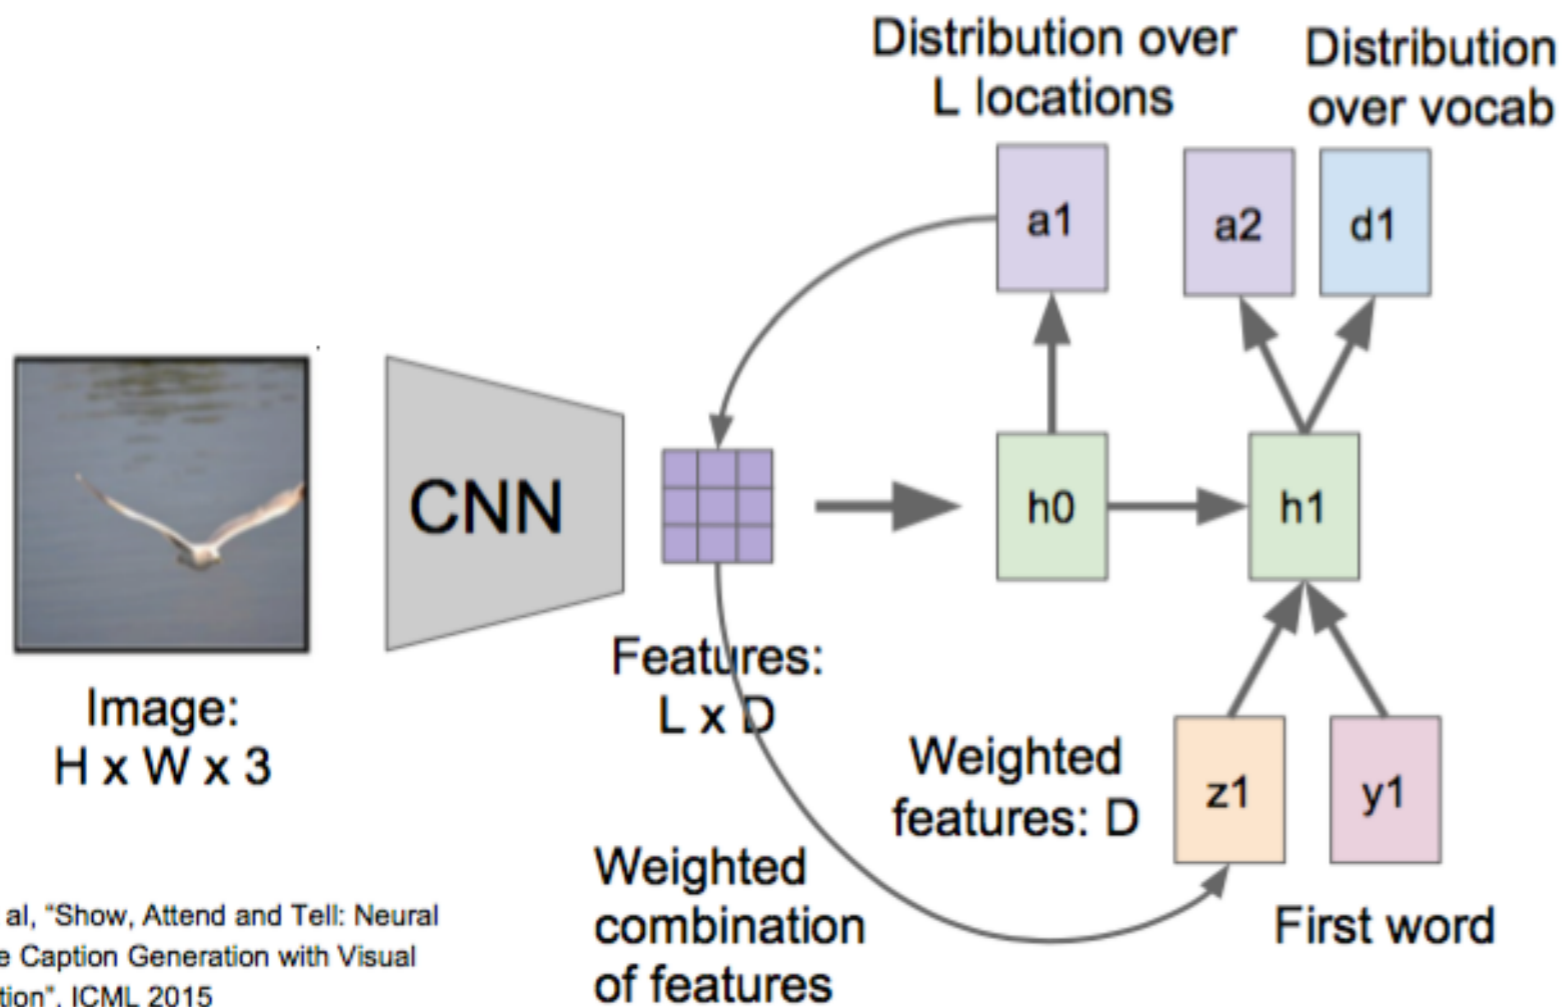 Distribution over
L locations
Distribution
over vocab
a1
a2
d1
CNN
h0
h1
Features:
L x D
Image:
H x W x 3
Weighted
features: D
z1
y1
Weighted
combination
of features
First word
al, “Show, Attend and Tell: Neural
e Caption Generation with Visual
tion”, ICML 2015